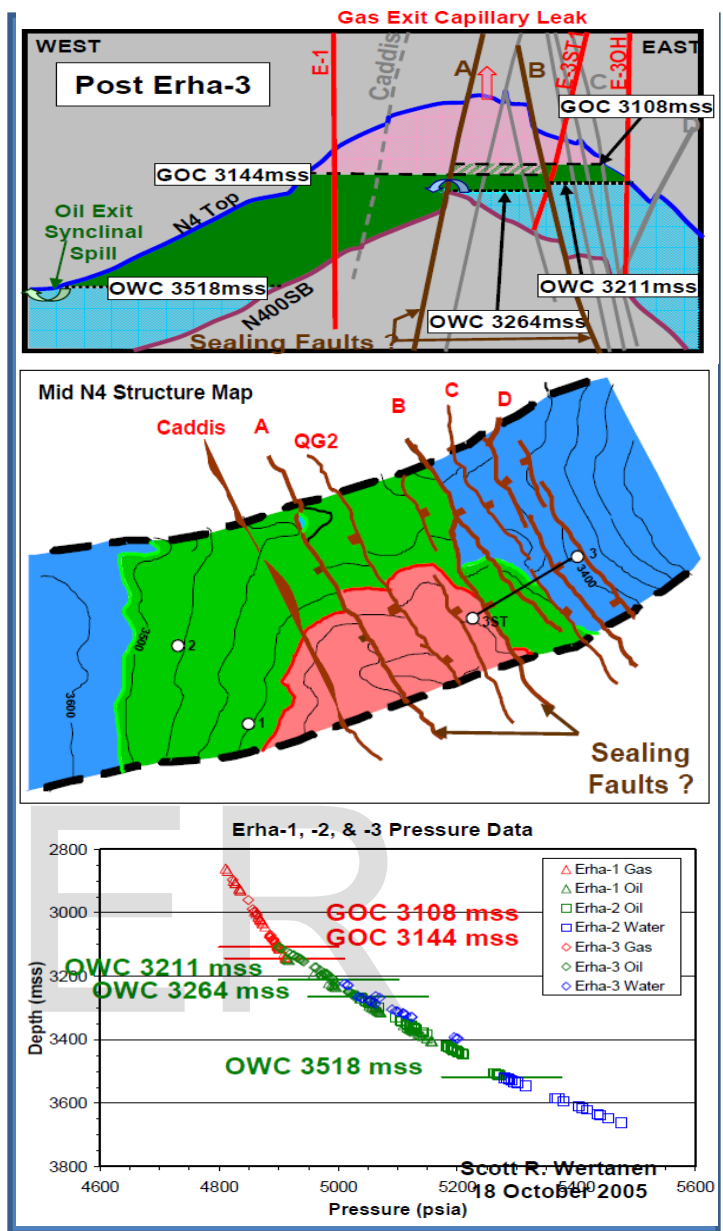 Gas Exit Capillary Leak
WEST
EAST
Post Erha-3
E-1
Caddis
A
B
E-3ST1
C
E-3OH
D
GOC 3108mss
GOC 3144mss
Oil Exit
Synclinal
Spill
N4 Top
OWC 3518mss
N400SB
OWC 3211mss
OWC 3264mss
Sealing Faults ?
Mid N4 Structure Map
Caddis
A
QG2
B
C
D
3
3400
3ST
3500
2
3600
1
Sealing
Faults ?
ER
Erha-1, -2, & -3 Pressure Data
2800
3000
3200
3400
3600
3800
Depth (mss)
Erha-1 Gas
Erha-1 Oil
Erha-2 Oil
Erha-2 Water
Erha-3 Gas
Erha-3 Oil
Erha-3 Water
GOC 3108 mss
GOC 3144 mss
OWC 3211 mss
OWC 3264 mss
OWC 3518 mss
Scott R. Wertanen
18 October 2005
4600
4800
5000
5200
5400
5600
Pressure (psia)